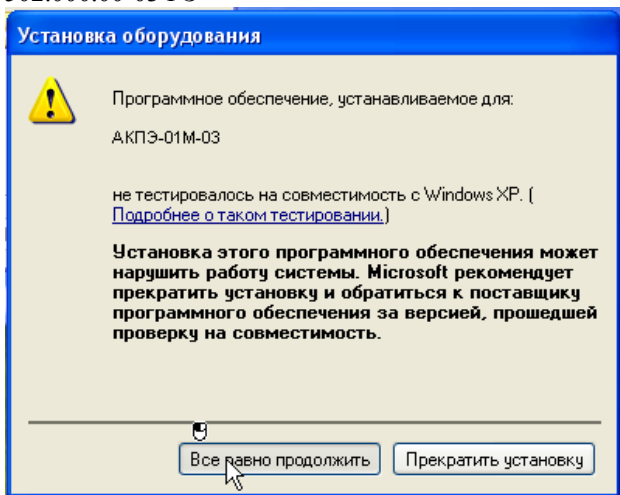 Установка оборудования
Программное обеспечение, устанавливаемое для:
АКПЭ-01М-03
не тестировалось на совместимость с Windows XP. (
Подробнее о таком тестировании.)
Установка этого программного обеспечения может
нарушить работу системы. Microsoft рекомендует
прекратить установку и обратиться к поставщику
программного обеспечения за версией, прошедшей
проверку на совместимость.
Все равно продолжить Прекратить установку